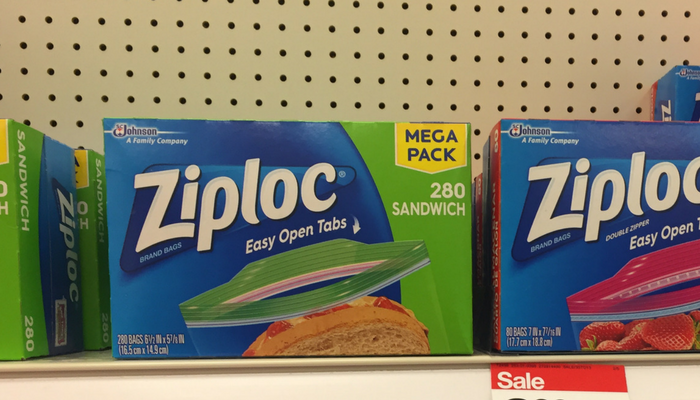 SC Johnson
A Family Company
MEGA
PACK
280
SANDWICH
Ziploc®
BRAND BAGS
Easy Open Tabs
280 BAGS 6 1/2 IN x 5 7/8 IN
(16.5 cm x 14.9 cm)
SANDWICH
280
Ziploc
SANDWICH
280
SC Johnson
A Family Company
Ziploc
BRAND BAGS
DOUBLE ZIPPER
Easy Open T
80 BAGS 7 IN x 7 7/16 IN
(17.7 cm x 18.8 cm)
Sale